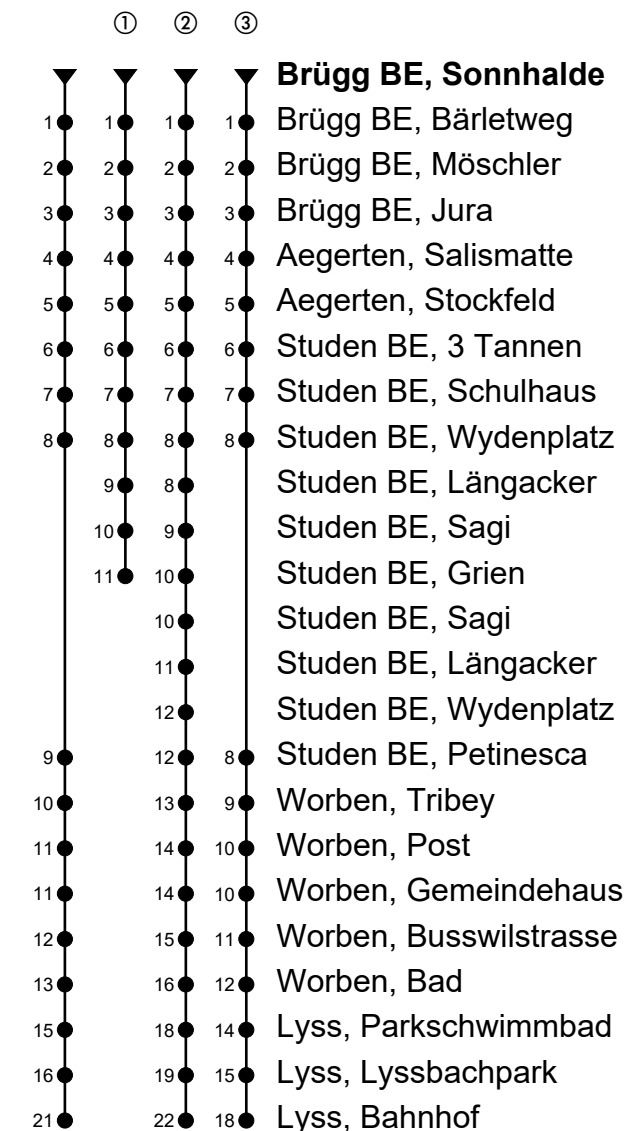 ① ② ③
Brügg BE, Sonnhalde
1 1 1 1 Brügg BE, Bärletweg
2 2 2 2 Brügg BE, Möschler
3 3 3 3 Brügg BE, Jura
4 4 4 4 Aegerten, Salismatte
5 5 5 5 Aegerten, Stockfeld
6 6 6 6 Studen BE, 3 Tannen
7 7 7 7 Studen BE, Schulhaus
8 8 8 8 Studen BE, Wydenplatz
9 8 Studen BE, Längacker
10 9 Studen BE, Sagi
11 10 Studen BE, Grien
10 Studen BE, Sagi
11 Studen BE, Längacker
12 Studen BE, Wydenplatz
9 12 8 Studen BE, Petinesca
10 13 9 Worben, Tribey
11 14 10 Worben, Post
11 14 10 Worben, Gemeindehaus
12 15 11 Worben, Busswilstrasse
13 16 12 Worben, Bad
15 18 14 Lyss, Parkschwimmbad
16 19 15 Lyss, Lyssbachpark
21 22 18 Lyss, Bahnhof